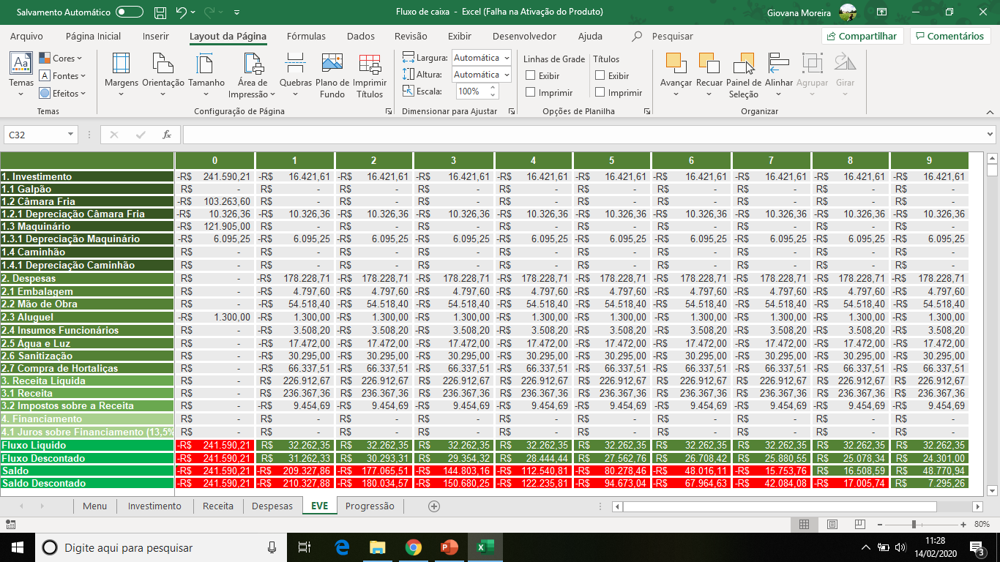 Salvamento Automático Fluxo de caixa - Excel (Falha na Ativação do Produto) Giovana Moreira
Arquivo Página Inicial Inserir Layout da Página Fórmulas Dados Revisão Exibir Desenvolvedor Ajuda Pesquisar Compartilhar Comentários
Temas Cores Fontes Efeitos Margens Orientação Tamanho Área de Impressão Quebras Plano de Fundo Imprimir Títulos Largura: Automática Altura: Automática Escala: 100% Linhas de Grade Exibir Imprimir Títulos Exibir Imprimir Avançar Recuar Painel de Seleção Alinhar Agrupar Girar
Temas Configuração de Página Dimensionar para Ajustar Opções de Planilha Organizar
C32 fx
0 1 2 3 4 5 6 7 8 9
1. Investimento -R$ 241.590,21 -R$ 16.421,61 -R$ 16.421,61 -R$ 16.421,61 -R$ 16.421,61 -R$ 16.421,61 -R$ 16.421,61 -R$ 16.421,61 -R$ 16.421,61 -R$ 16.421,61
1.1 Galpão R$ - R$ - R$ - R$ - R$ - R$ - R$ - R$ - R$ - R$ -
1.2 Câmara Fria -R$ 103.263,60 R$ - R$ - R$ - R$ - R$ - R$ - R$ - R$ - R$ -
1.2.1 Depreciação Câmara Fria -R$ 10.326,36 -R$ 10.326,36 -R$ 10.326,36 -R$ 10.326,36 -R$ 10.326,36 -R$ 10.326,36 -R$ 10.326,36 -R$ 10.326,36 -R$ 10.326,36 -R$ 10.326,36
1.3 Maquinário -R$ 121.905,00 R$ - R$ - R$ - R$ - R$ - R$ - R$ - R$ - R$ -
1.3.1 Depreciação Maquinário -R$ 6.095,25 -R$ 6.095,25 -R$ 6.095,25 -R$ 6.095,25 -R$ 6.095,25 -R$ 6.095,25 -R$ 6.095,25 -R$ 6.095,25 -R$ 6.095,25 -R$ 6.095,25
1.4 Caminhão R$ - R$ - R$ - R$ - R$ - R$ - R$ - R$ - R$ - R$ -
1.4.1 Depreciação Caminhão R$ - R$ - R$ - R$ - R$ - R$ - R$ - R$ - R$ - R$ -
2. Despesas R$ - -R$ 178.228,71 -R$ 178.228,71 -R$ 178.228,71 -R$ 178.228,71 -R$ 178.228,71 -R$ 178.228,71 -R$ 178.228,71 -R$ 178.228,71 -R$ 178.228,71
2.1 Embalagem R$ - -R$ 4.797,60 -R$ 4.797,60 -R$ 4.797,60 -R$ 4.797,60 -R$ 4.797,60 -R$ 4.797,60 -R$ 4.797,60 -R$ 4.797,60 -R$ 4.797,60
2.2 Mão de Obra R$ - -R$ 54.518,40 -R$ 54.518,40 -R$ 54.518,40 -R$ 54.518,40 -R$ 54.518,40 -R$ 54.518,40 -R$ 54.518,40 -R$ 54.518,40 -R$ 54.518,40
2.3 Aluguel -R$ 1.300,00 -R$ 1.300,00 -R$ 1.300,00 -R$ 1.300,00 -R$ 1.300,00 -R$ 1.300,00 -R$ 1.300,00 -R$ 1.300,00 -R$ 1.300,00 -R$ 1.300,00
2.4 Insumos Funcionários R$ - -R$ 3.508,20 -R$ 3.508,20 -R$ 3.508,20 -R$ 3.508,20 -R$ 3.508,20 -R$ 3.508,20 -R$ 3.508,20 -R$ 3.508,20 -R$ 3.508,20
2.5 Água e Luz R$ - -R$ 17.472,00 -R$ 17.472,00 -R$ 17.472,00 -R$ 17.472,00 -R$ 17.472,00 -R$ 17.472,00 -R$ 17.472,00 -R$ 17.472,00 -R$ 17.472,00
2.6 Sanitização R$ - -R$ 30.295,00 -R$ 30.295,00 -R$ 30.295,00 -R$ 30.295,00 -R$ 30.295,00 -R$ 30.295,00 -R$ 30.295,00 -R$ 30.295,00 -R$ 30.295,00
2.7 Compra de Hortaliças R$ - -R$ 66.337,51 -R$ 66.337,51 -R$ 66.337,51 -R$ 66.337,51 -R$ 66.337,51 -R$ 66.337,51 -R$ 66.337,51 -R$ 66.337,51 -R$ 66.337,51
3. Receita Líquida R$ - R$ 226.912,67 R$ 226.912,67 R$ 226.912,67 R$ 226.912,67 R$ 226.912,67 R$ 226.912,67 R$ 226.912,67 R$ 226.912,67 R$ 226.912,67
3.1 Receita R$ - R$ 236.367,36 R$ 236.367,36 R$ 236.367,36 R$ 236.367,36 R$ 236.367,36 R$ 236.367,36 R$ 236.367,36 R$ 236.367,36 R$ 236.367,36
3.2 Impostos sobre a Receita R$ - -R$ 9.454,69 -R$ 9.454,69 -R$ 9.454,69 -R$ 9.454,69 -R$ 9.454,69 -R$ 9.454,69 -R$ 9.454,69 -R$ 9.454,69 -R$ 9.454,69
4. Financiamento R$ - R$ - R$ - R$ - R$ - R$ - R$ - R$ - R$ - R$ -
4.1 Juros sobre Financiamento (13,5% R$ - R$ - R$ - R$ - R$ - R$ - R$ - R$ - R$ - R$ -
Fluxo Líquido -R$ 241.590,21 R$ 32.262,35 R$ 32.262,35 R$ 32.262,35 R$ 32.262,35 R$ 32.262,35 R$ 32.262,35 R$ 32.262,35 R$ 32.262,35 R$ 32.262,35
Fluxo Descontado -R$ 241.590,21 R$ 31.262,33 R$ 30.293,31 R$ 29.354,32 R$ 28.444,44 R$ 27.562,76 R$ 26.708,42 R$ 25.880,55 R$ 25.078,34 R$ 24.301,00
Saldo -R$ 241.590,21 -R$ 209.327,86 -R$ 177.065,51 -R$ 144.803,16 -R$ 112.540,81 -R$ 80.278,46 -R$ 48.016,11 -R$ 15.753,76 R$ 16.508,59 R$ 48.770,94
Saldo Descontado -R$ 241.590,21 -R$ 210.327,88 -R$ 180.034,57 -R$ 150.680,25 -R$ 122.235,81 -R$ 94.673,04 -R$ 67.964,63 -R$ 42.084,08 -R$ 17.005,74 R$ 7.295,26
Menu Investimento Receita Despesas EVE Progressão
80%
Digite aqui para pesquisar
11:28
14/02/2020
3